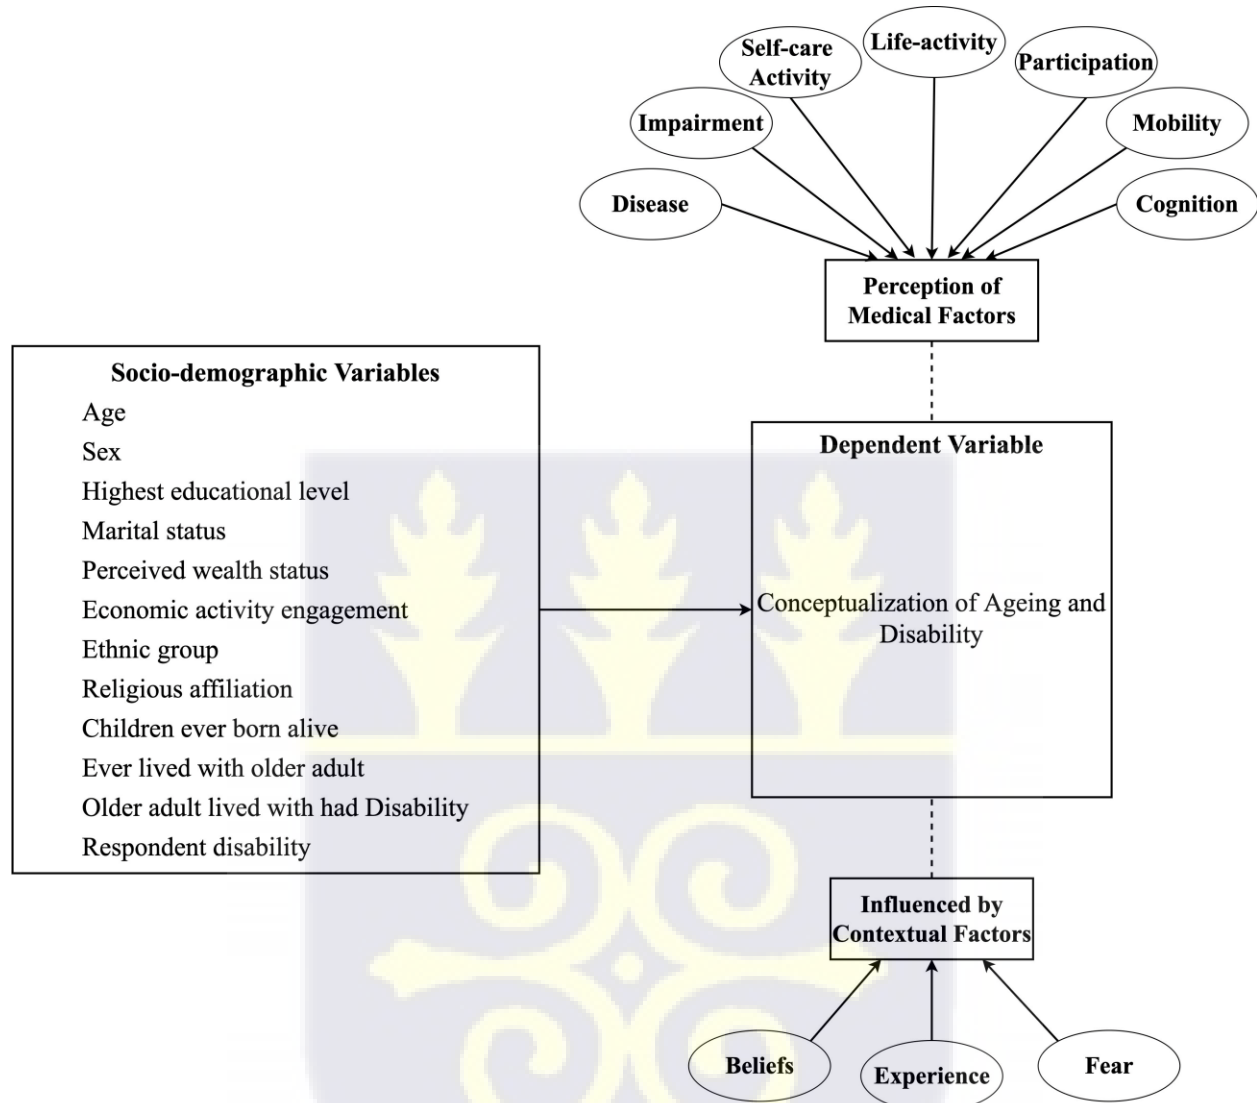 Life-activity
Self-care
Activity
Participation
Impairment
Mobility
Disease
Cognition
Perception of
Medical Factors
Socio-demographic Variables
Age
Sex
Highest educational level
Marital status
Perceived wealth status
Economic activity engagement
Ethnic group
Religious affiliation
Children ever born alive
Ever lived with older adult
Older adult lived with had Disability
Respondent disability
Dependent Variable
Conceptualization of Ageing and
Disability
Influenced by
Contextual Factors
Beliefs
Experience
Fear